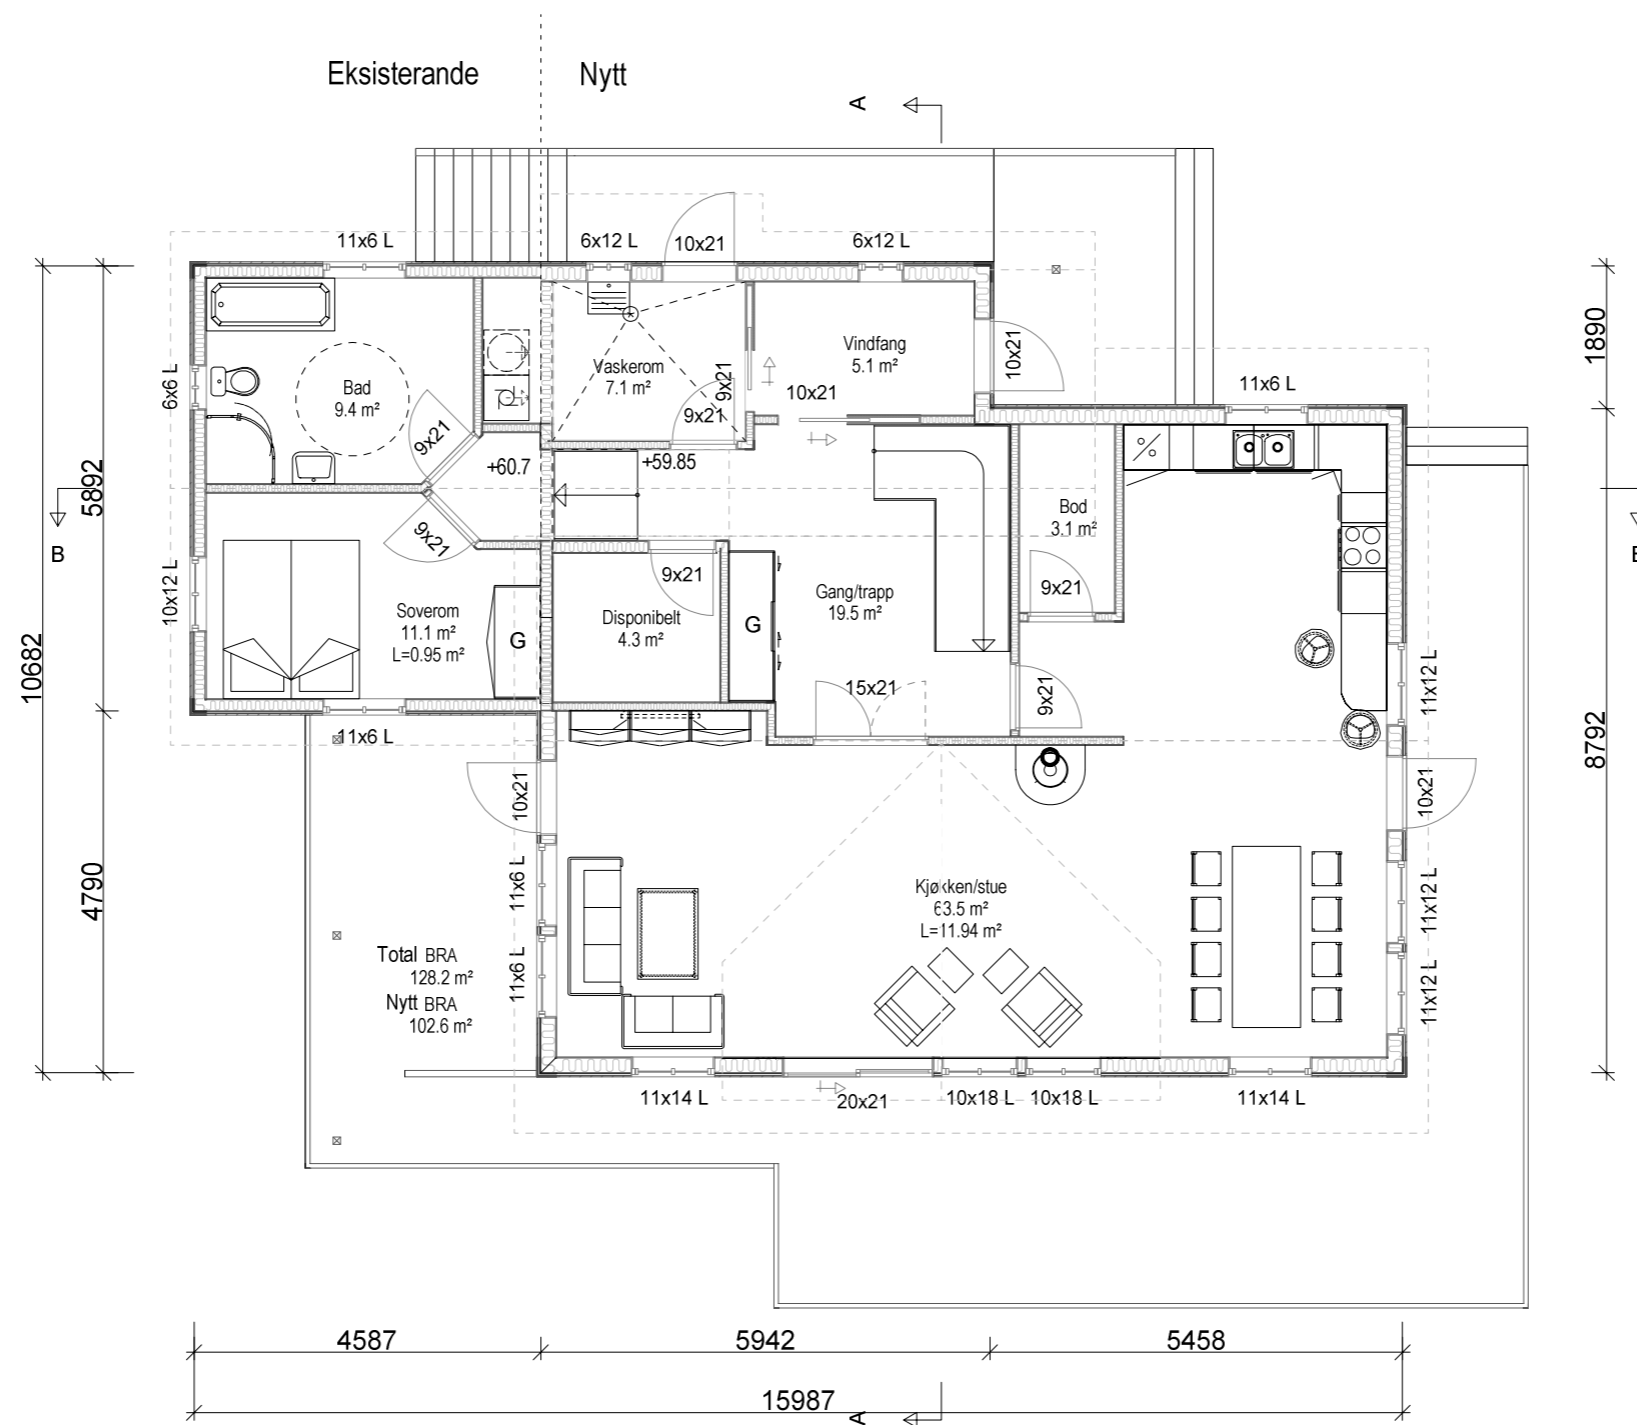 Eksisterande
Nytt
A
11x6 L
6x12 L
10x21
6x12 L
6x6 L
Bad
9.4 m²
Vaskerom
7.1 m²
9x21
9x21
Vindfang
5.1 m²
10x21
10x21
11x6 L
1890
9x21
+60.7
+59.85
5892
B
9x21
10x12 L
Soverom
11.1 m²
L=0.95 m²
G
9x21
Disponibelt
4.3 m²
G
Gang/trapp
19.5 m²
Bod
3.1 m²
9x21
10682
15x21
9x21
11x12 L
8792
11x6 L
10x21
10x21
4790
11x6 L
11x6 L
Kjøkken/stue
63.5 m²
L=11.94 m²
11x12 L
11x12 L
Total BRA
128.2 m²
Nytt BRA
102.6 m²
11x14 L
20x21
10x18 L
10x18 L
11x14 L
4587
5942
5458
15987
A